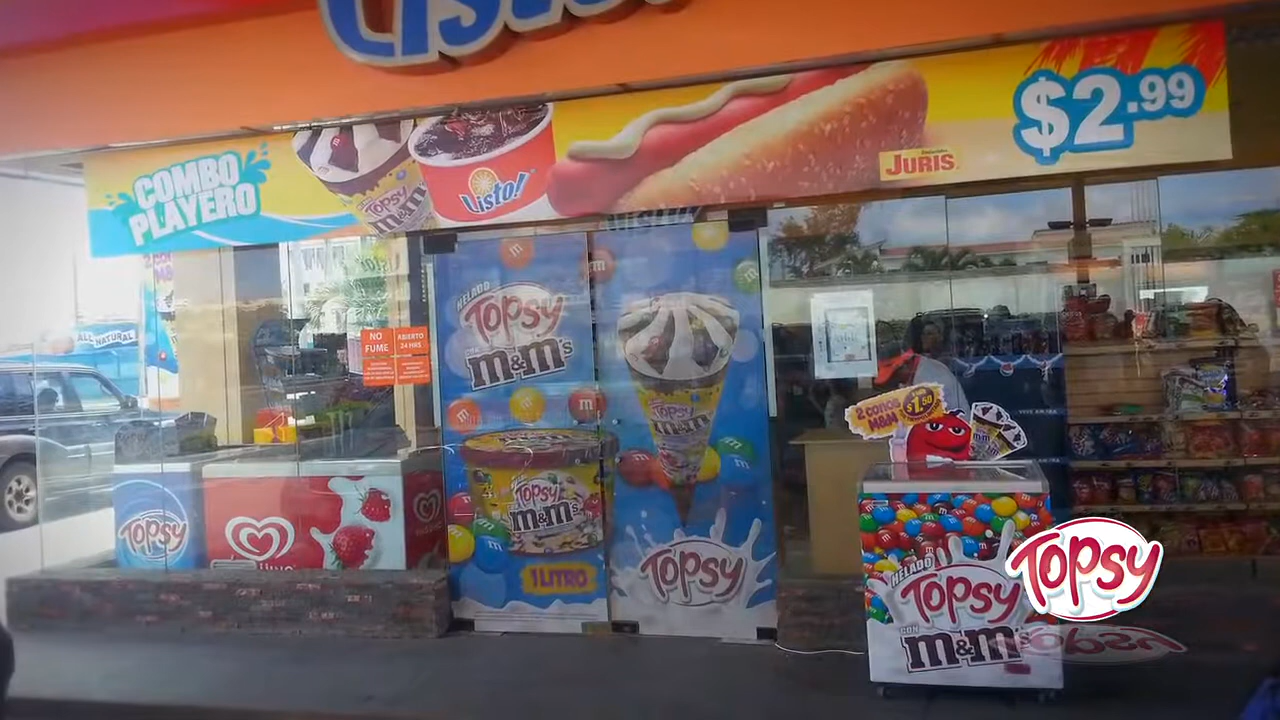 Listo!
COMBO
PLAYERO
Topsy
m&m
Listo!
JURIS
$2.99
ALL NATURAL
NO
FUME
ABIERTO
24 HRS
HELADO
Topsy
m&m's
Topsy
m&m's
1 LITRO
Topsy
m&m's
Topsy
2 CONOS
M&M
$1.50
Topsy
HELADO
Topsy
CON
m&m's
Topsy